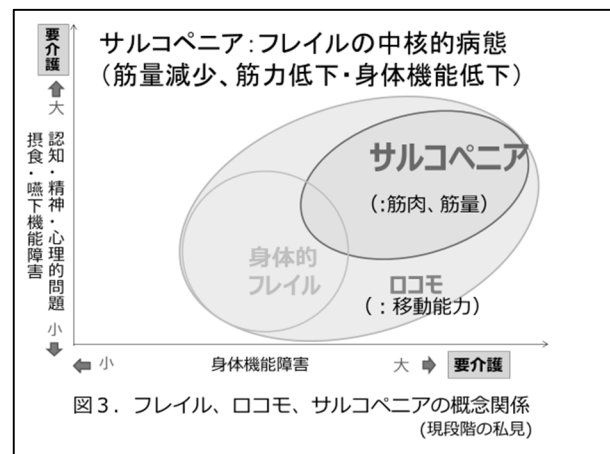 サルコペニア：フレイルの中核的病態
（筋量減少、筋力低下・身体機能低下）
要介護
大
認知・精神・心理的問題
摂食・嚥下機能障害
小
サルコペニア
（：筋肉、筋量）
身体的
フレイル
ロコモ
（：移動能力）
小
身体機能障害
大
要介護
図３．フレイル、ロコモ、サルコペニアの概念関係
(現段階の私見)